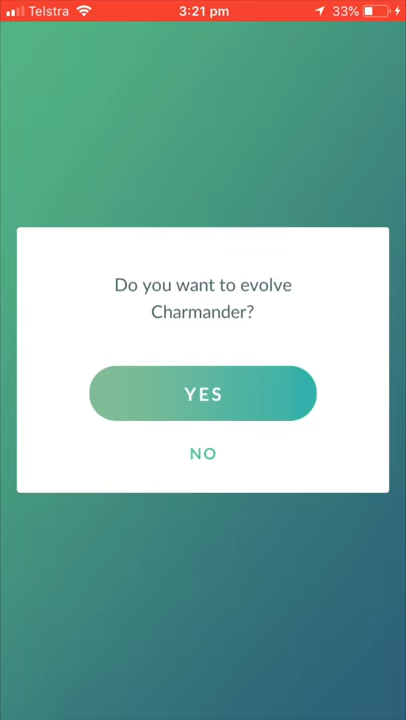 Telstra 3:21 pm 33%
Do you want to evolve
Charmander?
YES
NO